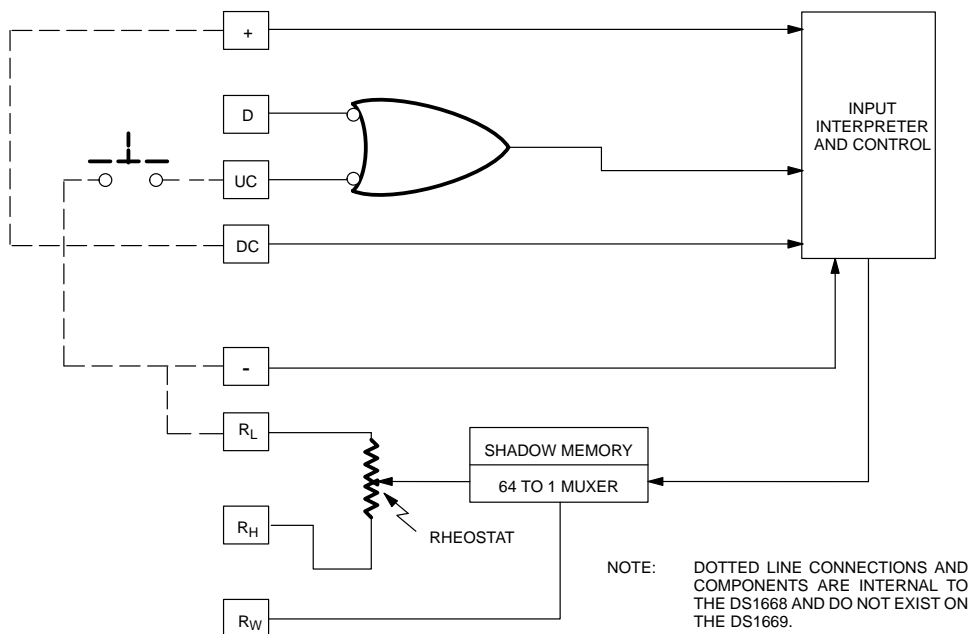 +
D
UC
DC
-
RL
RH
RW
INPUT
INTERPRETER
AND CONTROL
SHADOW MEMORY
64 TO 1 MUXER
RHEOSTAT
NOTE: DOTTED LINE CONNECTIONS AND
COMPONENTS ARE INTERNAL TO
THE DS1668 AND DO NOT EXIST ON
THE DS1669.